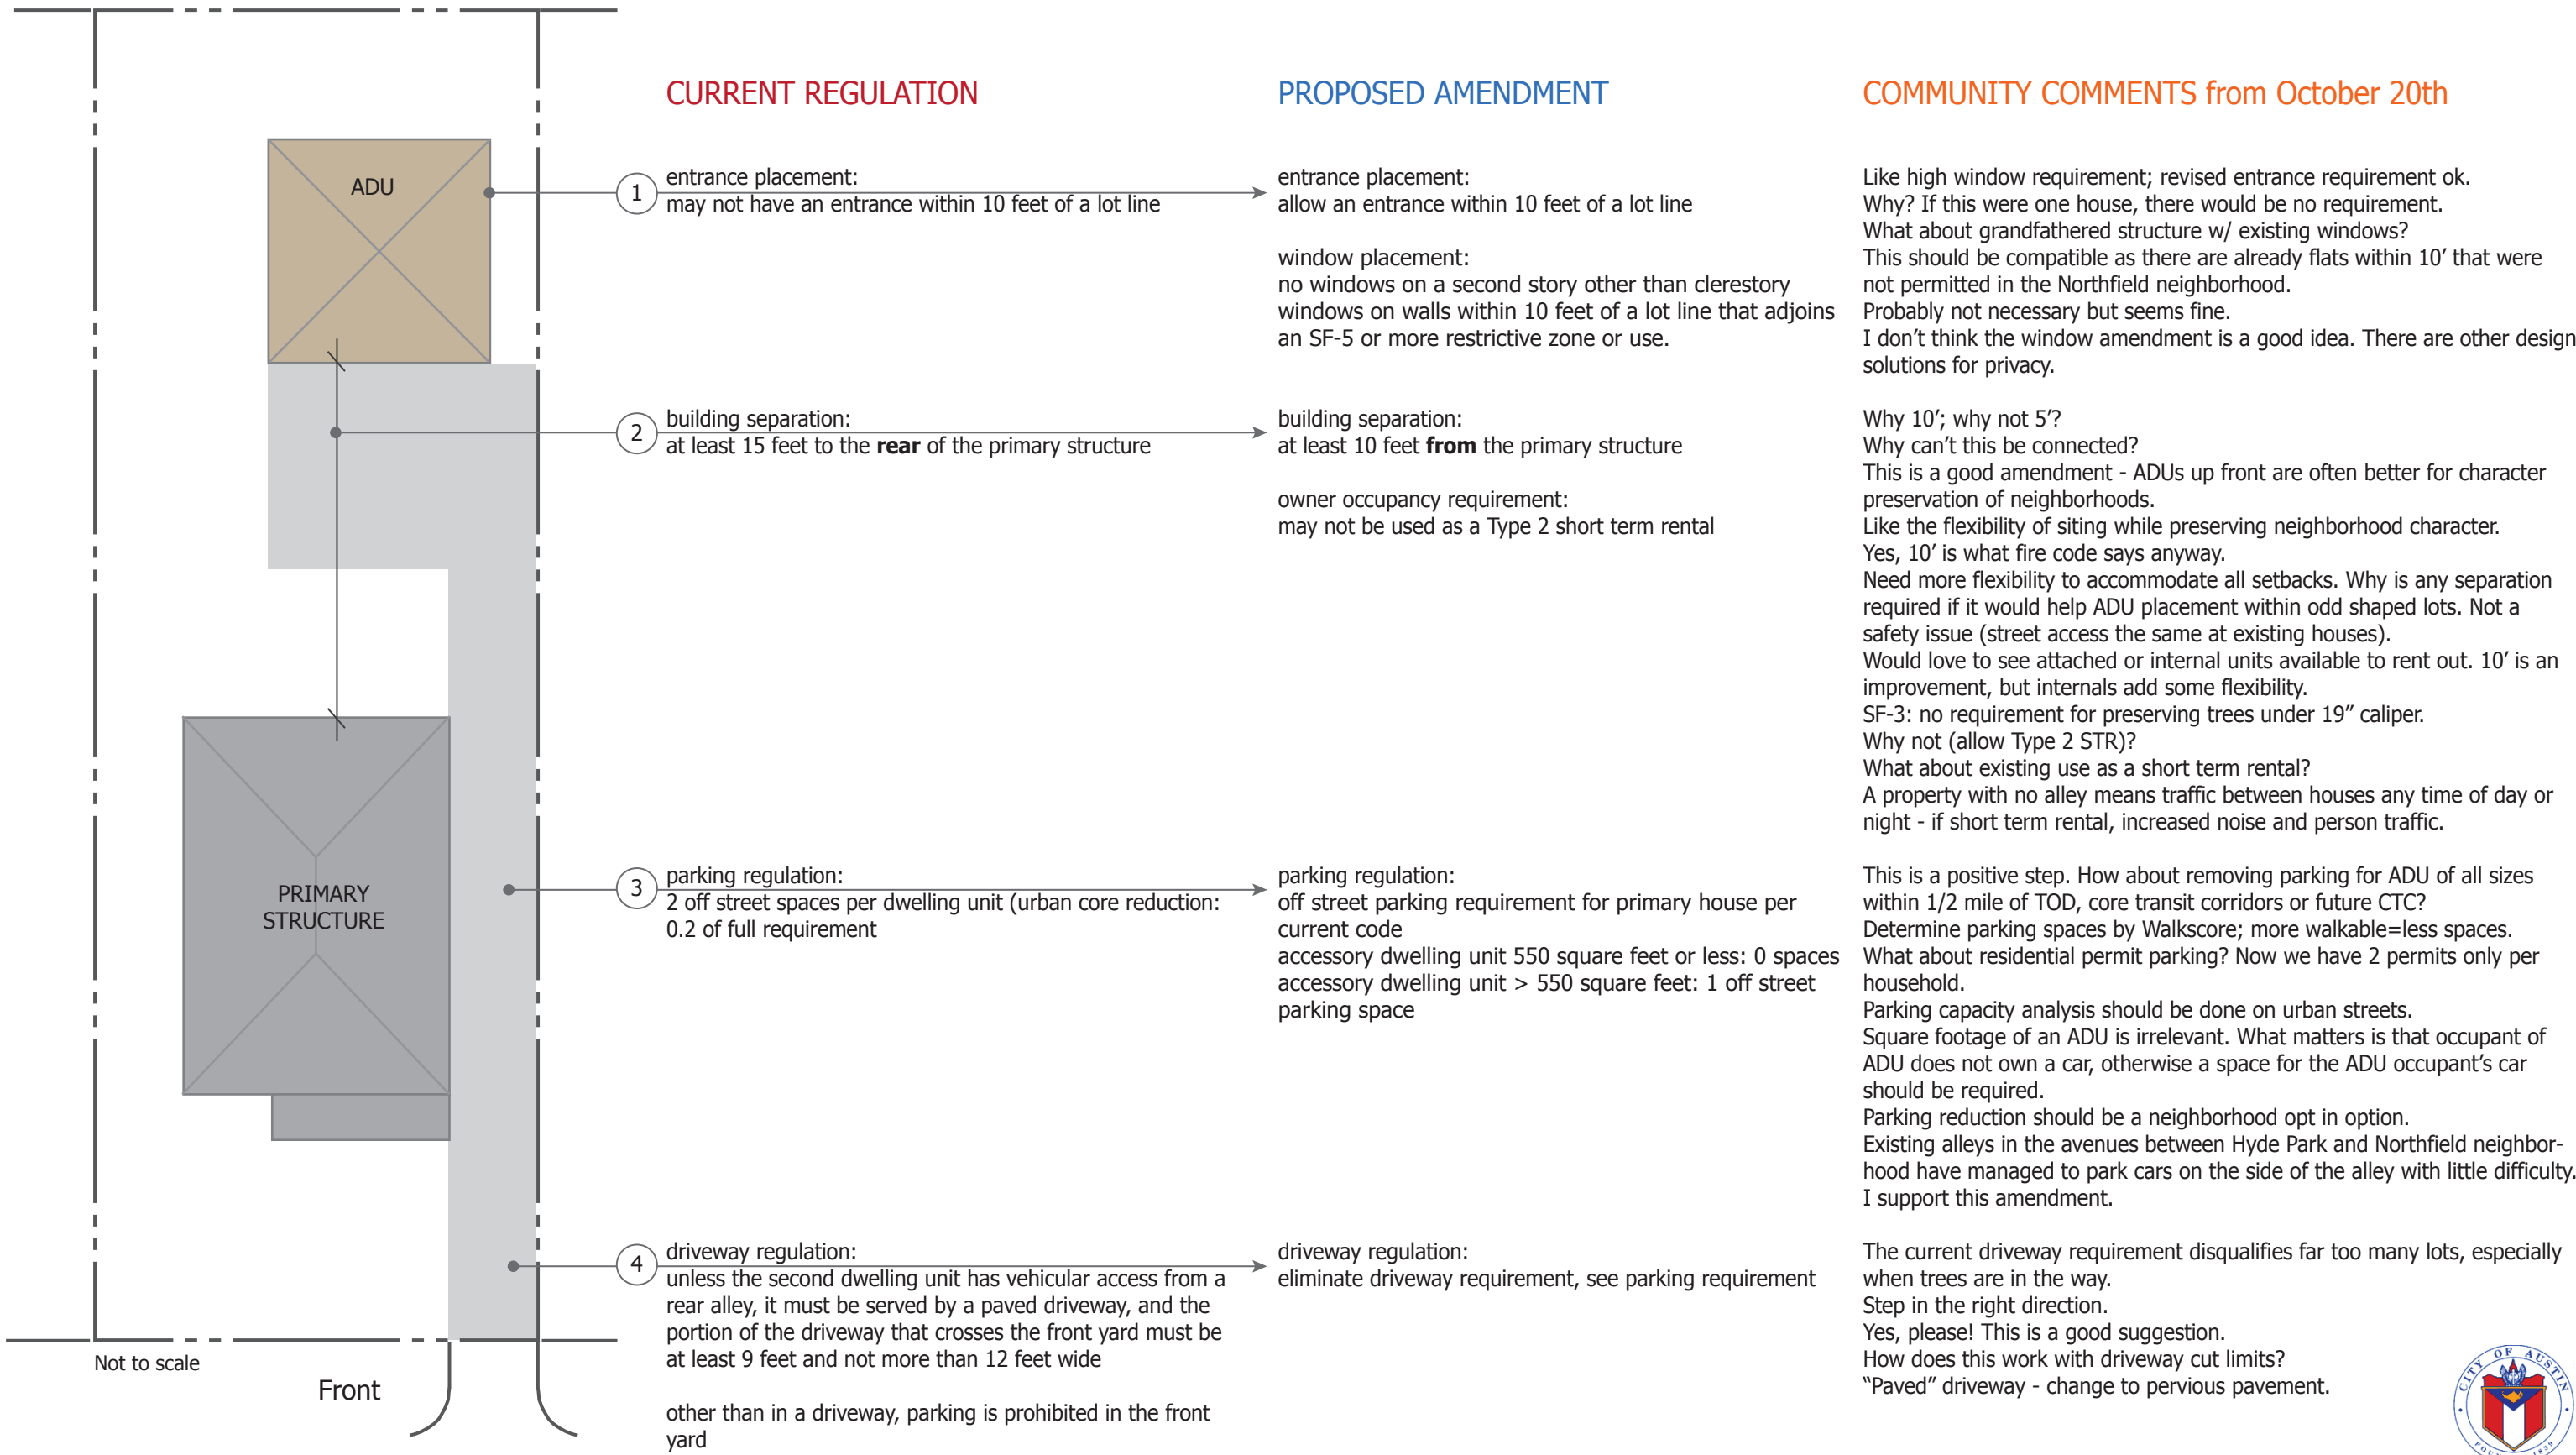 CURRENT REGULATION
PROPOSED AMENDMENT
COMMUNITY COMMENTS from October 20th
ADU
1
entrance placement:
may not have an entrance within 10 feet of a lot line
entrance placement:
allow an entrance within 10 feet of a lot line
window placement:
no windows on a second story other than clerestory
windows on walls within 10 feet of a lot line that adjoins
an SF-5 or more restrictive zone or use.
Like high window requirement; revised entrance requirement ok.
Why? If this were one house, there would be no requirement.
What about grandfathered structure w/ existing windows?
This should be compatible as there are already flats within 10’ that were
not permitted in the Northfield neighborhood.
Probably not necessary but seems fine.
I don’t think the window amendment is a good idea. There are other design
solutions for privacy.
2
building separation:
at least 15 feet to the rear of the primary structure
building separation:
at least 10 feet from the primary structure
owner occupancy requirement:
may not be used as a Type 2 short term rental
Why 10’; why not 5’?
Why can’t this be connected?
This is a good amendment - ADUs up front are often better for character
preservation of neighborhoods.
Like the flexibility of siting while preserving neighborhood character.
Yes, 10’ is what fire code says anyway.
Need more flexibility to accommodate all setbacks. Why is any separation
required if it would help ADU placement within odd shaped lots. Not a
safety issue (street access the same at existing houses).
Would love to see attached or internal units available to rent out. 10’ is an
improvement, but internals add some flexibility.
SF-3: no requirement for preserving trees under 19” caliper.
Why not (allow Type 2 STR)?
What about existing use as a short term rental?
A property with no alley means traffic between houses any time of day or
night - if short term rental, increased noise and person traffic.
PRIMARY
STRUCTURE
3
parking regulation:
2 off street spaces per dwelling unit (urban core reduction:
0.2 of full requirement
parking regulation:
off street parking requirement for primary house per
current code
accessory dwelling unit 550 square feet or less: 0 spaces
accessory dwelling unit > 550 square feet: 1 off street
parking space
This is a positive step. How about removing parking for ADU of all sizes
within 1/2 mile of TOD, core transit corridors or future CTC?
Determine parking spaces by Walkscore; more walkable=less spaces.
What about residential permit parking? Now we have 2 permits only per
household.
Parking capacity analysis should be done on urban streets.
Square footage of an ADU is irrelevant. What matters is that occupant of
ADU does not own a car, otherwise a space for the ADU occupant’s car
should be required.
Parking reduction should be a neighborhood opt in option.
Existing alleys in the avenues between Hyde Park and Northfield neighbor-
hood have managed to park cars on the side of the alley with little difficulty.
I support this amendment.
4
driveway regulation:
unless the second dwelling unit has vehicular access from a
rear alley, it must be served by a paved driveway, and the
portion of the driveway that crosses the front yard must be
at least 9 feet and not more than 12 feet wide
other than in a driveway, parking is prohibited in the front
yard
driveway regulation:
eliminate driveway requirement, see parking requirement
The current driveway requirement disqualifies far too many lots, especially
when trees are in the way.
Step in the right direction.
Yes, please! This is a good suggestion.
How does this work with driveway cut limits?
“Paved” driveway - change to pervious pavement.
Not to scale
Front
CITY OF AUSTIN